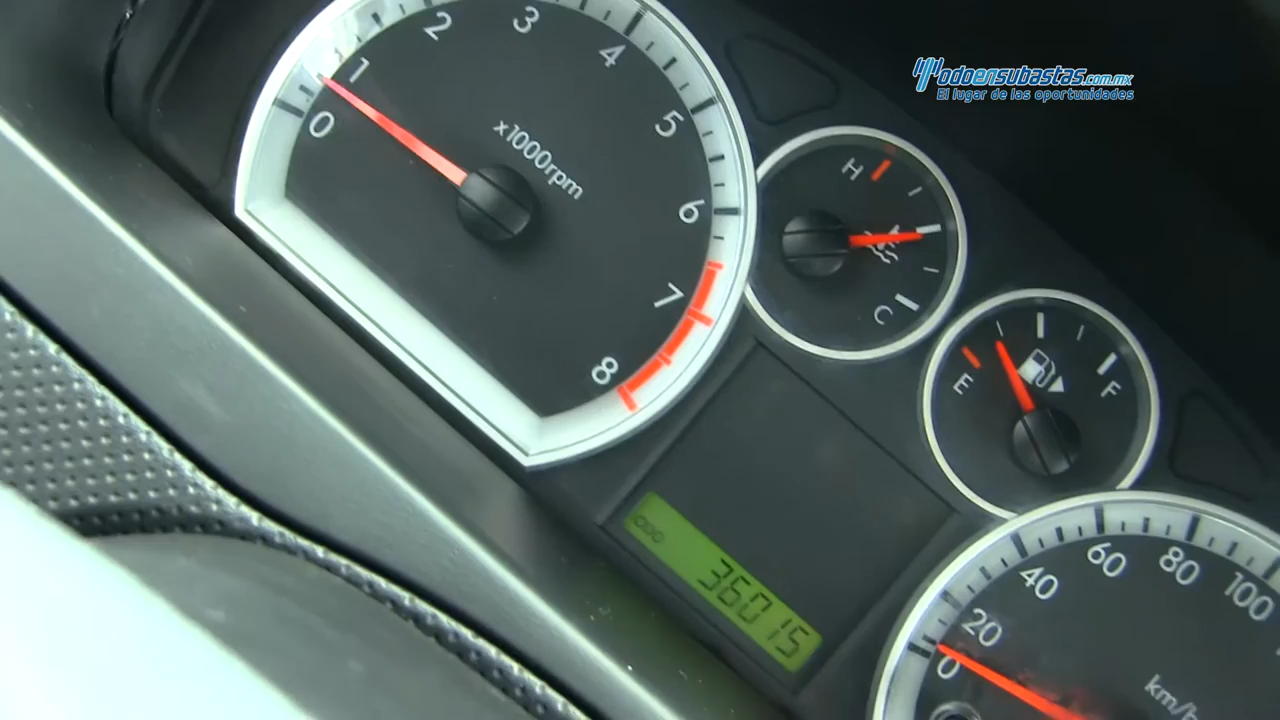 Modoensubastas.com.mx
El lugar de las oportunidades
0
1
2
3
4
5
6
7
8
x1000rpm
H
C
E
F
ODO
36015
0
20
40
60
80
100
km/h